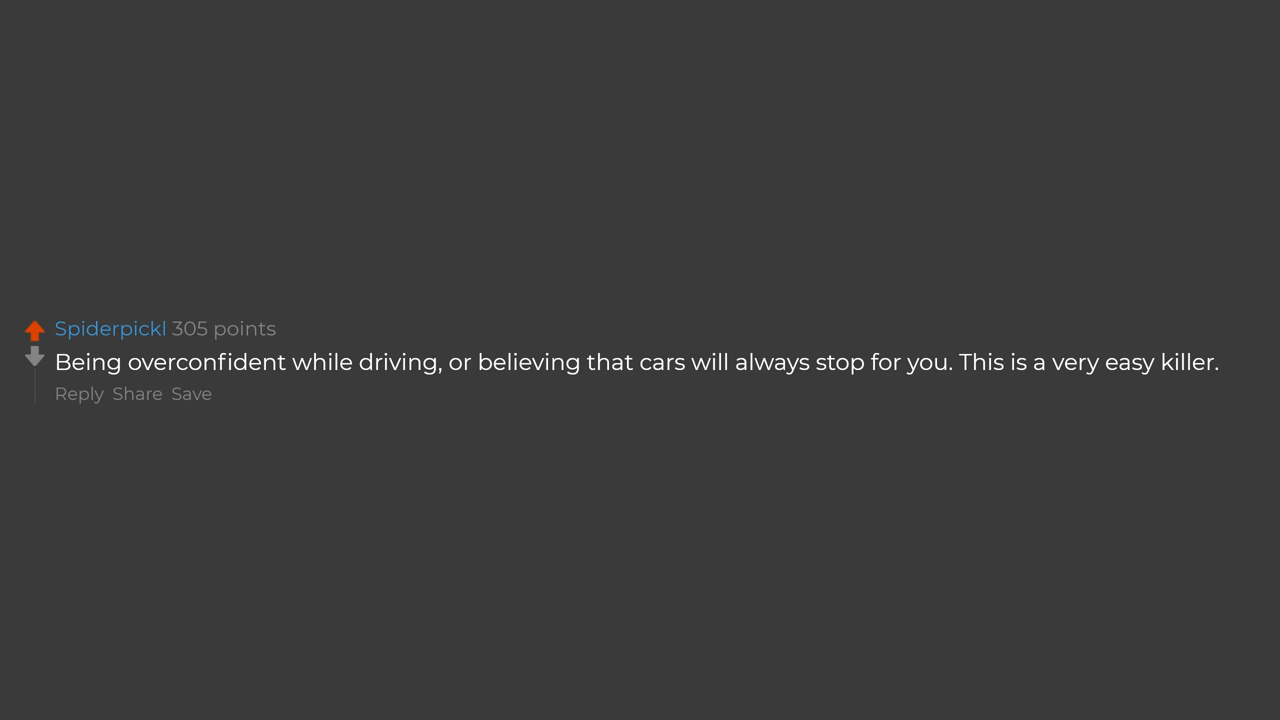 Spiderpickl 305 points
Being overconfident while driving, or believing that cars will always stop for you. This is a very easy killer.
Reply Share Save